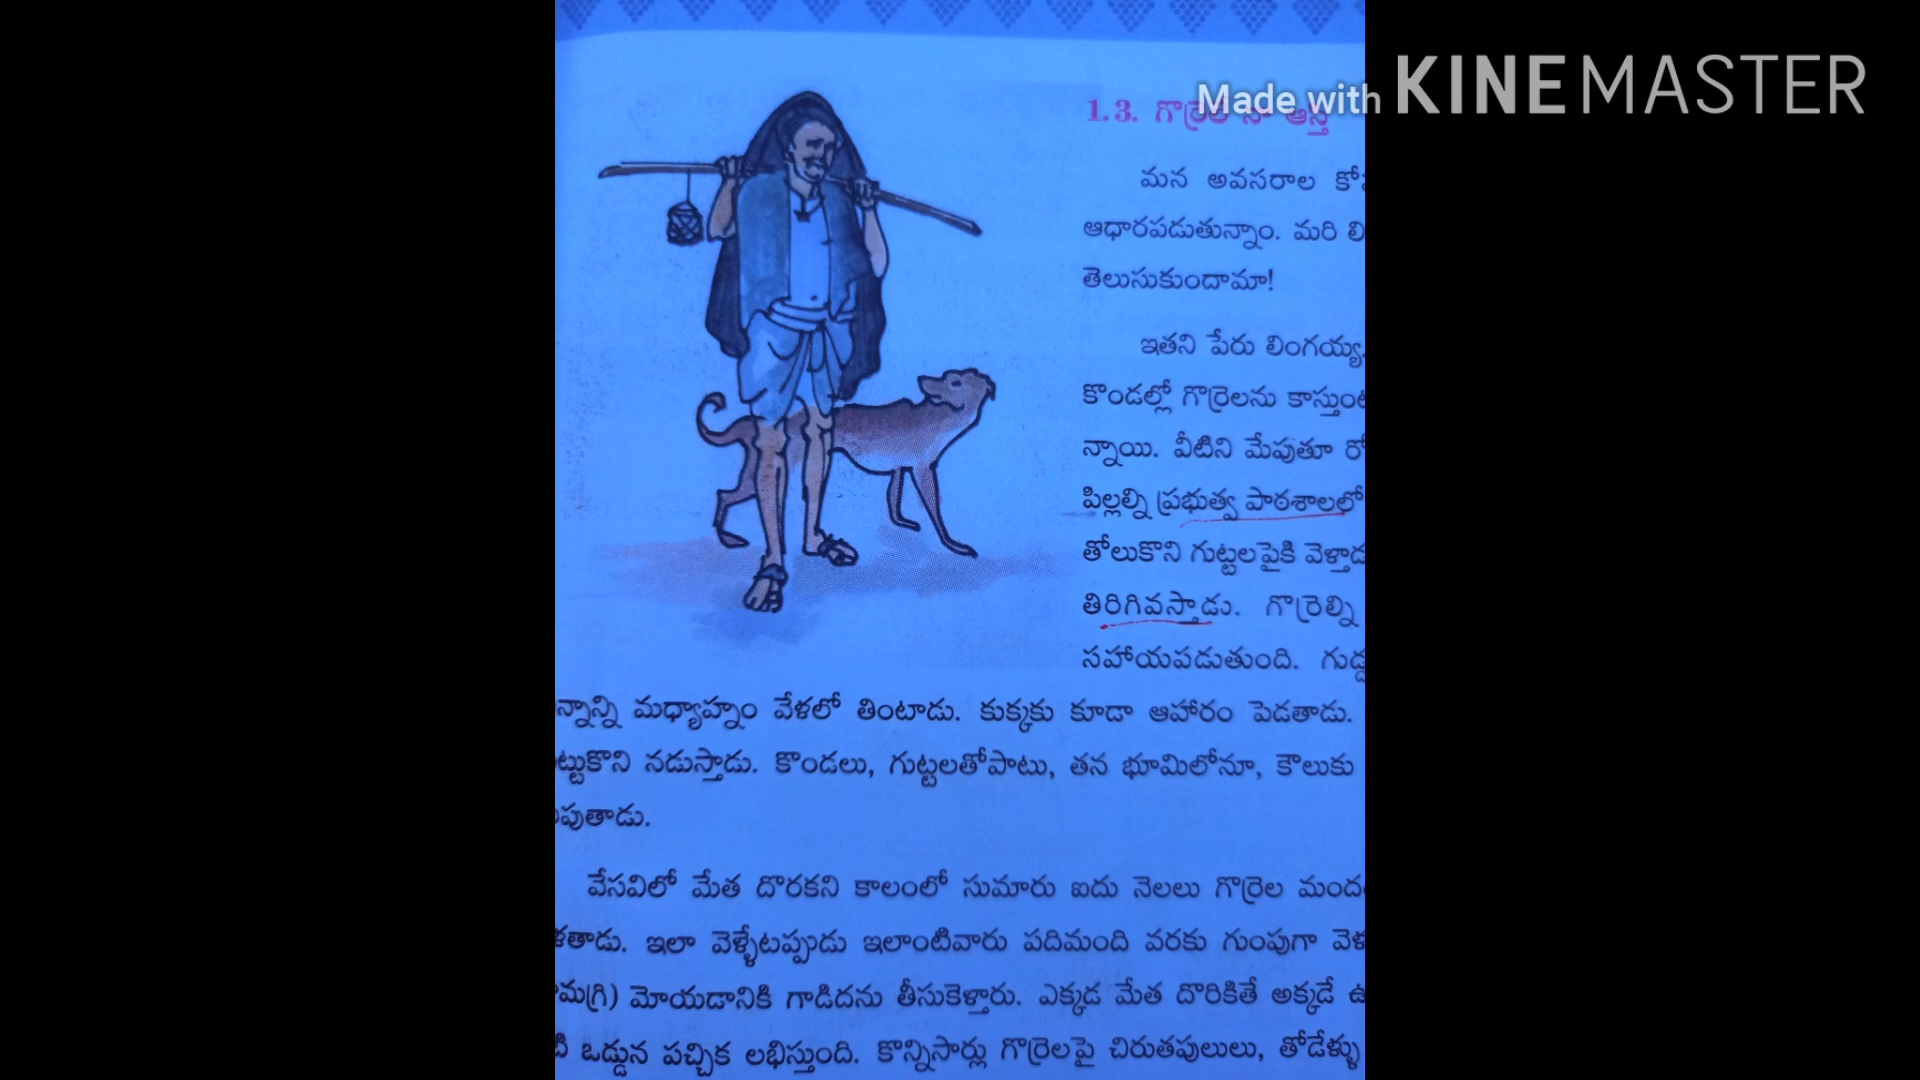 Made with KINEMASTER
1.3. గొర్రెలే నా ఆస్తి
మన అవసరాల
ఆధారపడుతున్నాం. మరి
తెలుసుకుందామా!
ఇతని పేరు లింగయ్య.
కొండల్లో గొర్రెలను
న్నాయి. వీటిని మేపుతూ
పిల్లల్ని ప్రభుత్వ పాఠశాలలో
తోలుకొని గుట్టలపైకి
తిరిగివస్తాడు. గొర్రెల్ని
సహాయపడుతుంది.
న్నాన్ని మధ్యాహ్నం వేళలో తింటాడు. కుక్కకు కూడా ఆహారం పెడతాడు.
ట్టుకొని నడుస్తాడు. కొండలు, గుట్టలతోపాటు, తన భూమిలోనూ, కౌలుకు
పుతాడు.
వేసవిలో మేత దొరకని కాలంలో సుమారు ఐదు నెలలు గొర్రెల
ళతాడు. ఇలా వెళ్ళేటప్పుడు ఇలాంటివారు పదిమంది వరకు గుంపుగా
మగ్రి) మోయడానికి గాడిదను తీసుకెళ్తారు. ఎక్కడ మేత దొరికితే అక్కడే
ఒడ్డున పచ్చిక లభిస్తుంది. కొన్నిసార్లు గొర్రెలపై చిరుతపులులు, తోడేళ్ళు